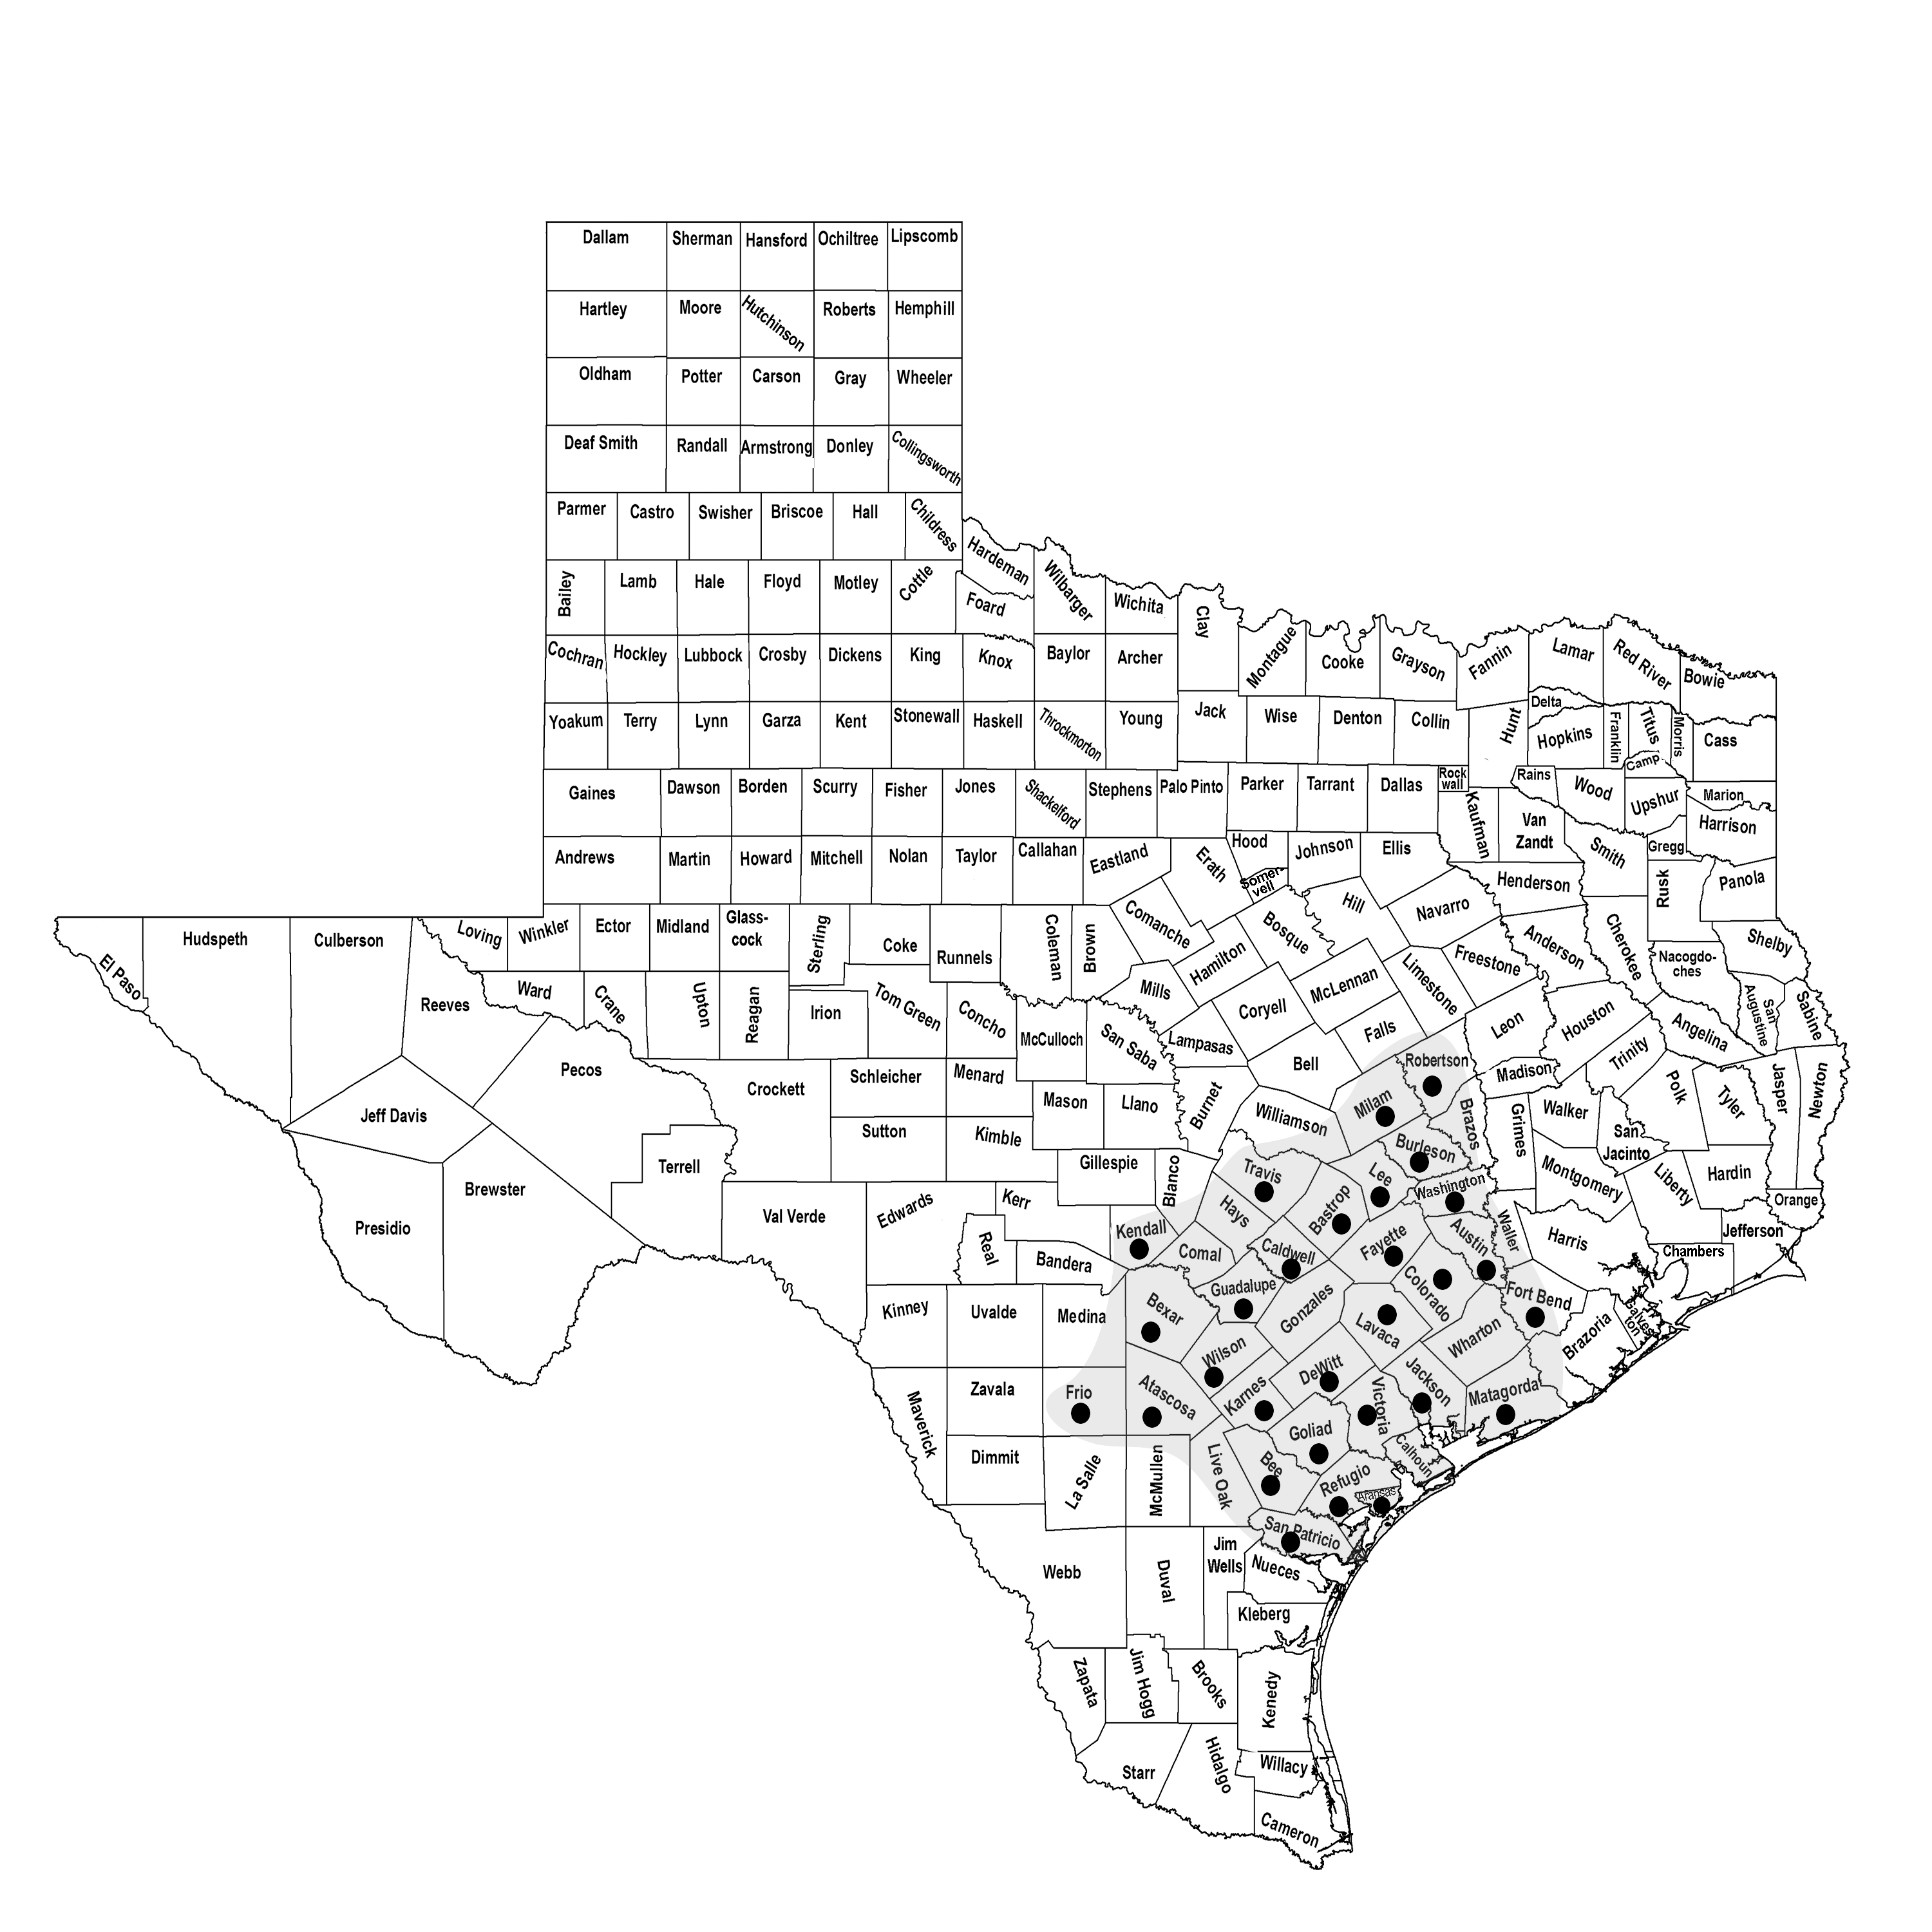 Dallam
Sherman
Hansford
Ochiltree
Lipscomb
Hartley
Moore
Hutchinson
Roberts
Hemphill
Oldham
Potter
Carson
Gray
Wheeler
Deaf Smith
Randall
Armstrong
Donley
Collingsworth
Parmer
Castro
Swisher
Briscoe
Hall
Childress
Hardeman
Bailey
Lamb
Hale
Floyd
Motley
Cottle
Foard
Wilbarger
Wichita
Clay
Montague
Cooke
Grayson
Fannin
Lamar
Red River
Bowie
Cochran
Hockley
Lubbock
Crosby
Dickens
King
Knox
Baylor
Archer
Yoakum
Terry
Lynn
Garza
Kent
Stonewall
Haskell
Throckmorton
Young
Jack
Wise
Denton
Collin
Hunt
Delta
Hopkins
Franklin
Titus
Morris
Cass
Camp
Gaines
Dawson
Borden
Scurry
Fisher
Jones
Shackelford
Stephens
Palo Pinto
Parker
Tarrant
Dallas
Rock
wall
Kaufman
Rains
Van
Zandt
Wood
Upshur
Marion
Harrison
Andrews
Martin
Howard
Mitchell
Nolan
Taylor
Callahan
Eastland
Erath
Hood
Somer-
vell
Johnson
Ellis
Henderson
Smith
Gregg
Rusk
Panola
El Paso
Hudspeth
Culberson
Reeves
Loving
Winkler
Ector
Midland
Glass-
cock
Sterling
Coke
Runnels
Coleman
Brown
Comanche
Hamilton
Bosque
Hill
Navarro
Freestone
Anderson
Cherokee
Nacogdo-
ches
Shelby
Ward
Crane
Upton
Reagan
Irion
Tom Green
Concho
McCulloch
San Saba
Mills
Lampasas
Coryell
McLennan
Limestone
Falls
Leon
Houston
Angelina
San
Augustine
Sabine
Jeff Davis
Pecos
Crockett
Schleicher
Menard
Mason
Llano
Burnet
Bell
Williamson
Milam
Robertson
Brazos
Madison
Grimes
Walker
Trinity
San
Jacinto
Polk
Tyler
Jasper
Newton
Presidio
Brewster
Terrell
Val Verde
Sutton
Kimble
Edwards
Kerr
Real
Bandera
Gillespie
Blanco
Kendall
Travis
Hays
Comal
Bastrop
Lee
Burleson
Washington
Caldwell
Fayette
Austin
Waller
Montgomery
Liberty
Hardin
Orange
Jefferson
Chambers
Harris
Kinney
Uvalde
Medina
Bexar
Guadalupe
Gonzales
Colorado
Lavaca
Fort Bend
Wharton
Brazoria
Galves-
ton
Maverick
Zavala
Frio
Atascosa
Wilson
Karnes
DeWitt
Victoria
Jackson
Matagorda
Dimmit
La Salle
McMullen
Live Oak
Bee
Goliad
Refugio
Calhoun
Aransas
San Patricio
Webb
Duval
Jim
Wells
Nueces
Kleberg
Zapata
Jim Hogg
Brooks
Kenedy
Starr
Hidalgo
Willacy
Cameron